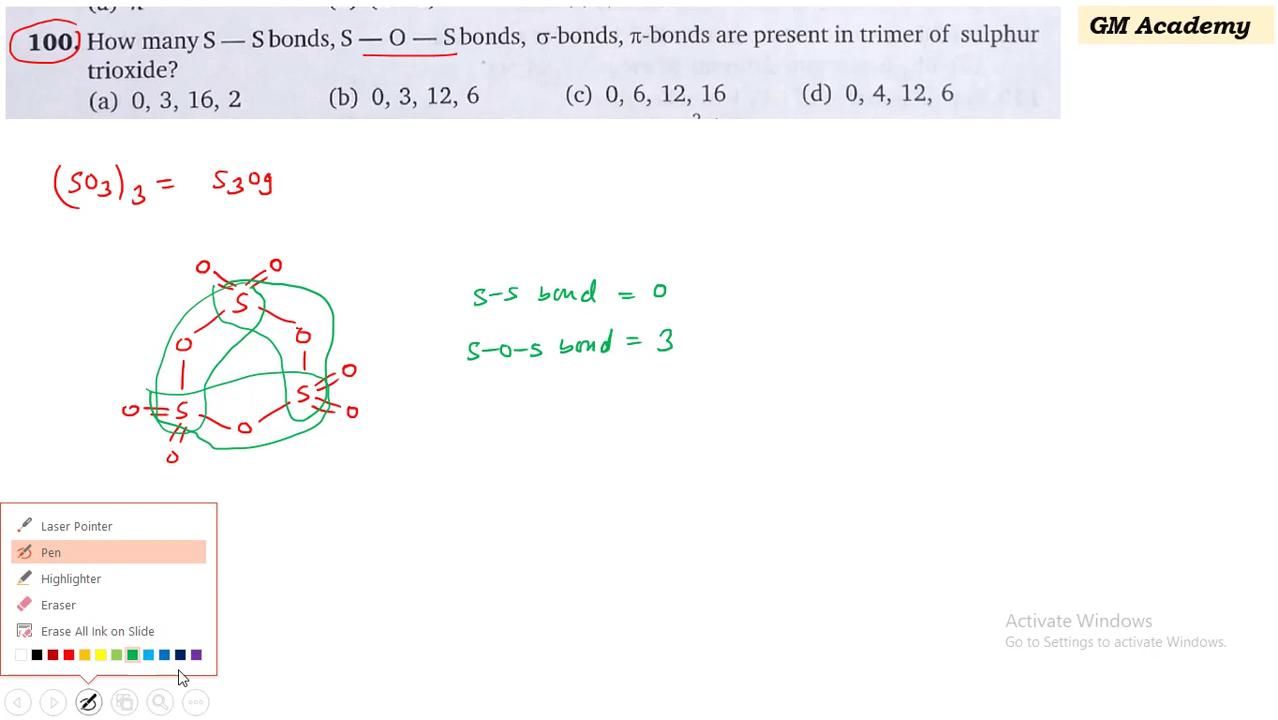 GM Academy
100. How many S — S bonds, S — O — S bonds, σ-bonds, π-bonds are present in trimer of sulphur
trioxide?
(a) 0, 3, 16, 2 (b) 0, 3, 12, 6 (c) 0, 6, 12, 16 (d) 0, 4, 12, 6
(SO3)3 = S3O9
O O
S
O O
S O
O S O
O
O
S-S bond = 0
S-O-S bond = 3
Laser Pointer
Pen
Highlighter
Eraser
Erase All Ink on Slide
Activate Windows
Go to Settings to activate Windows.